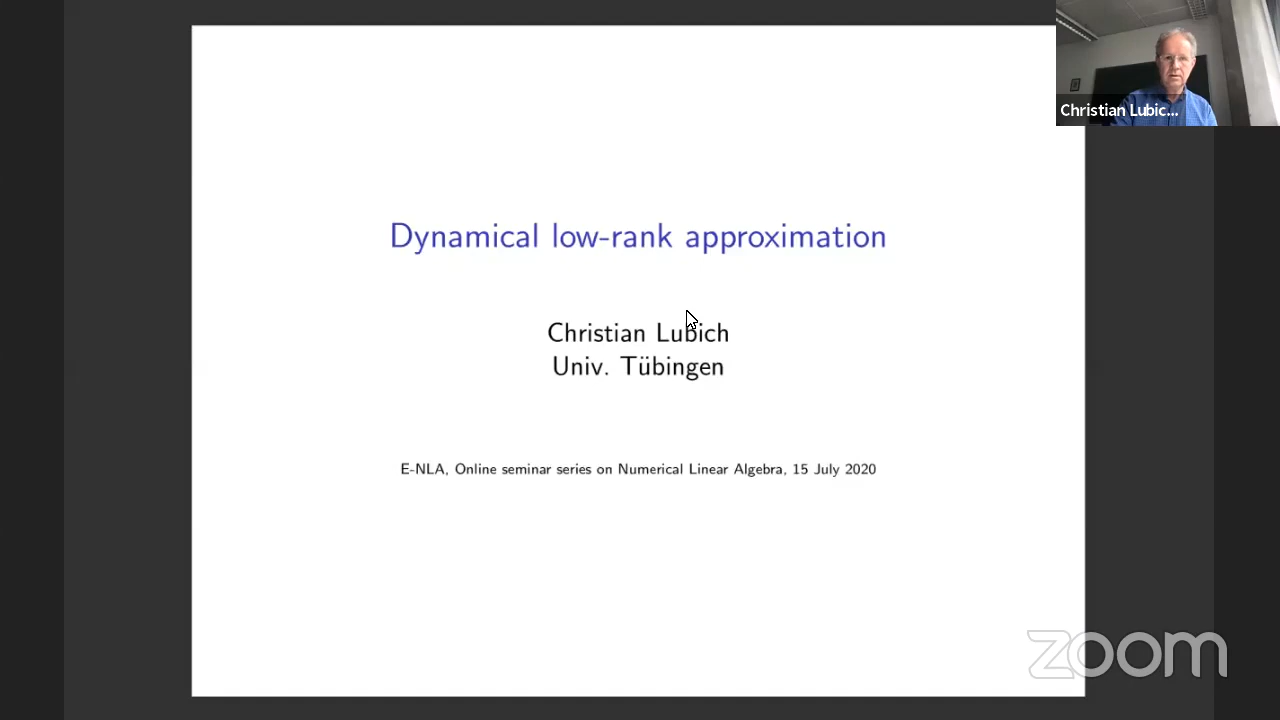 Christian Lubic...
Dynamical low-rank approximation
Christian Lubich
Univ. Tübingen
E-NLA, Online seminar series on Numerical Linear Algebra, 15 July 2020
zoom